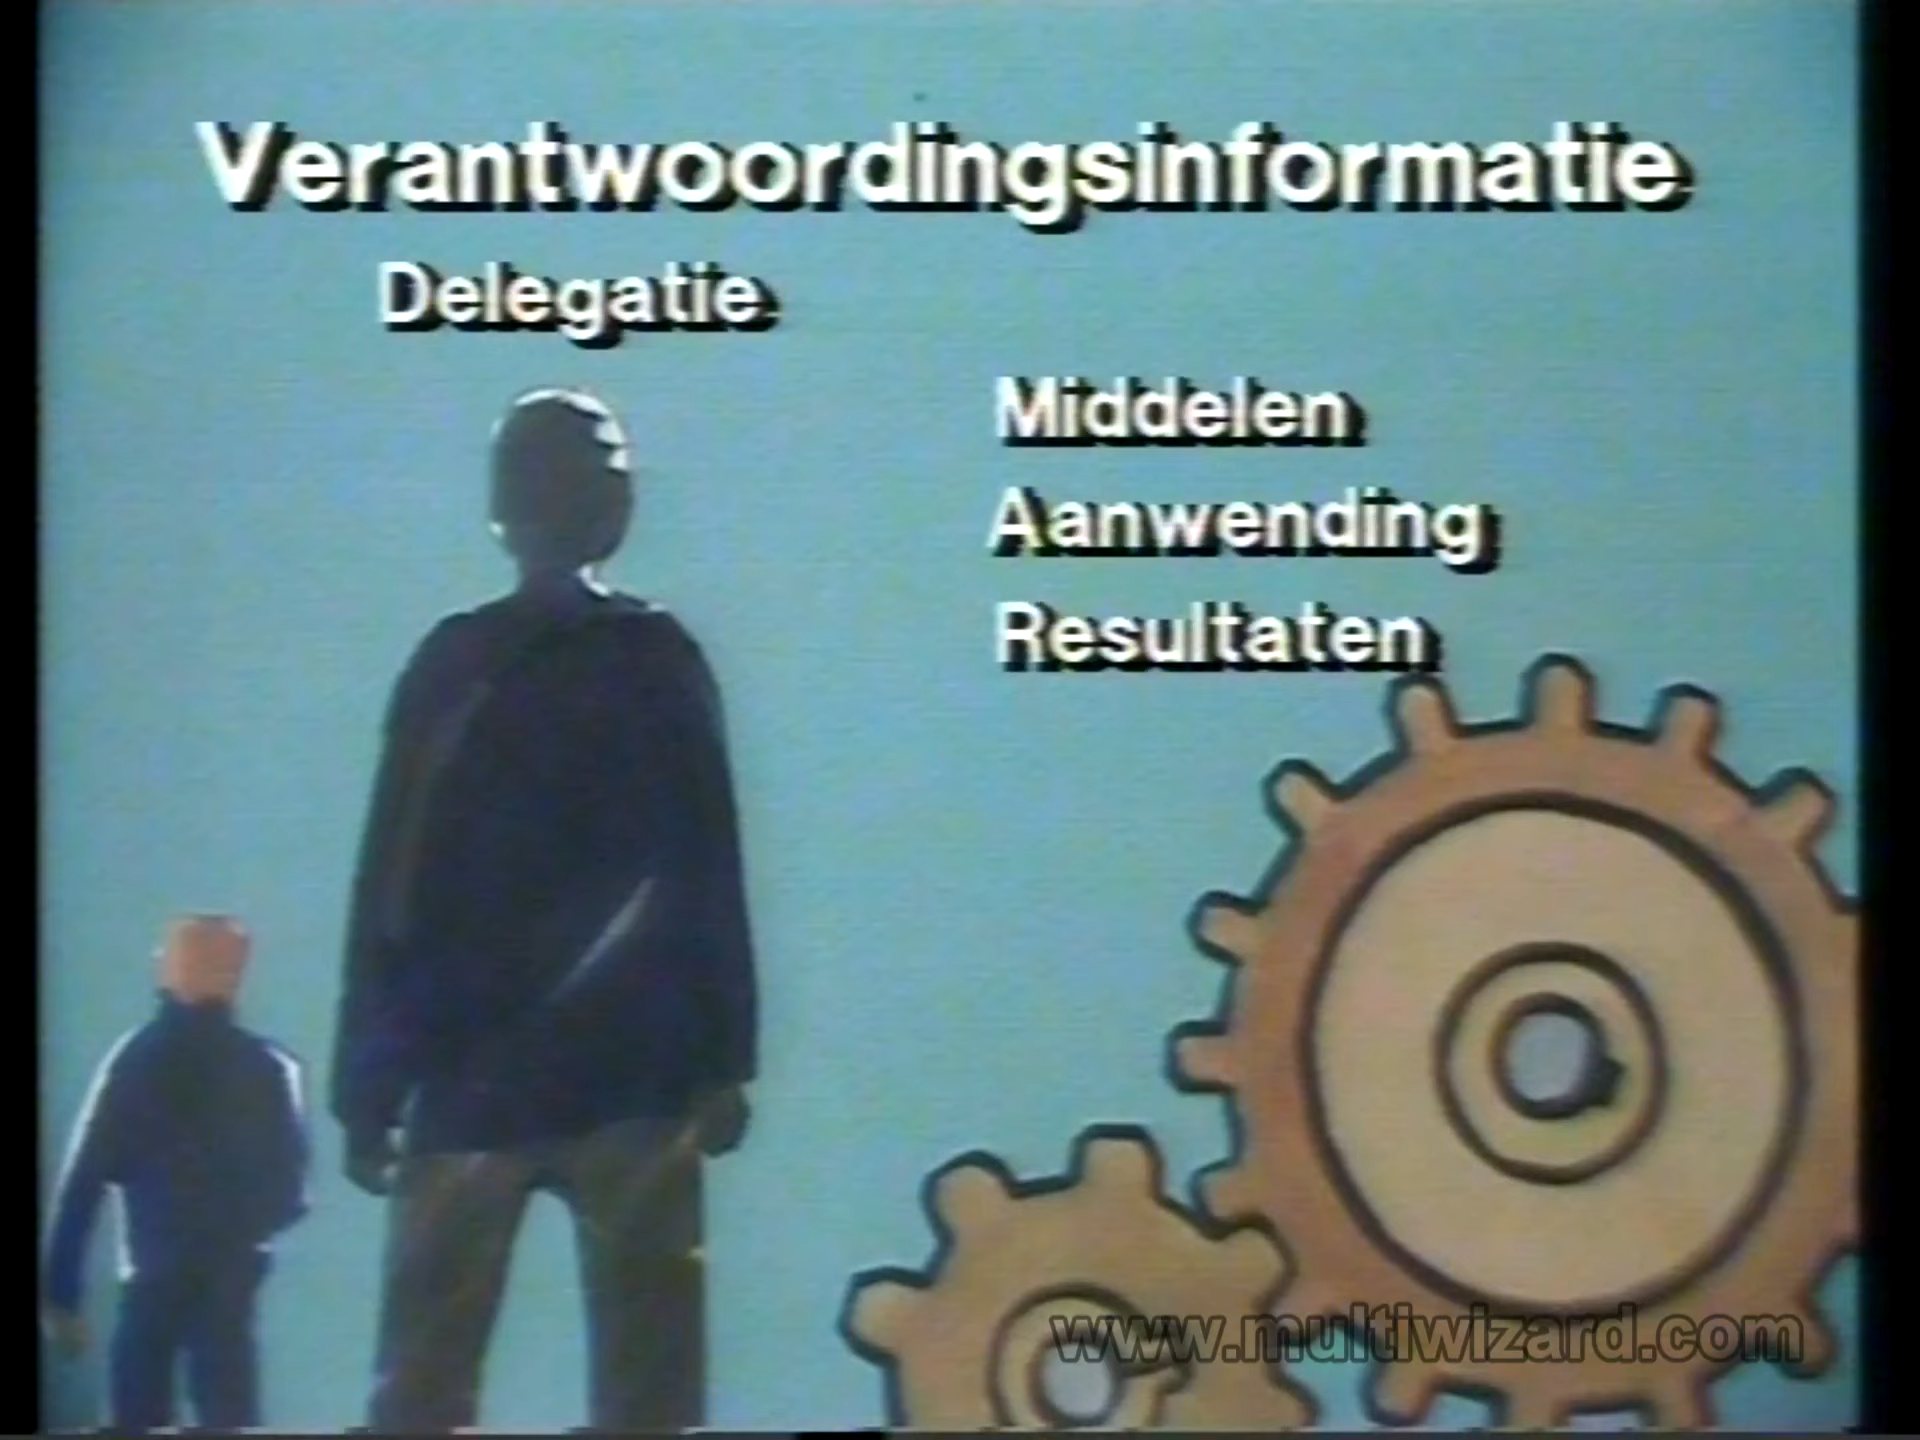 Verantwoordingsinformatie
Delegatie
Middelen
Aanwending
Resultaten
www.multiwizard.com